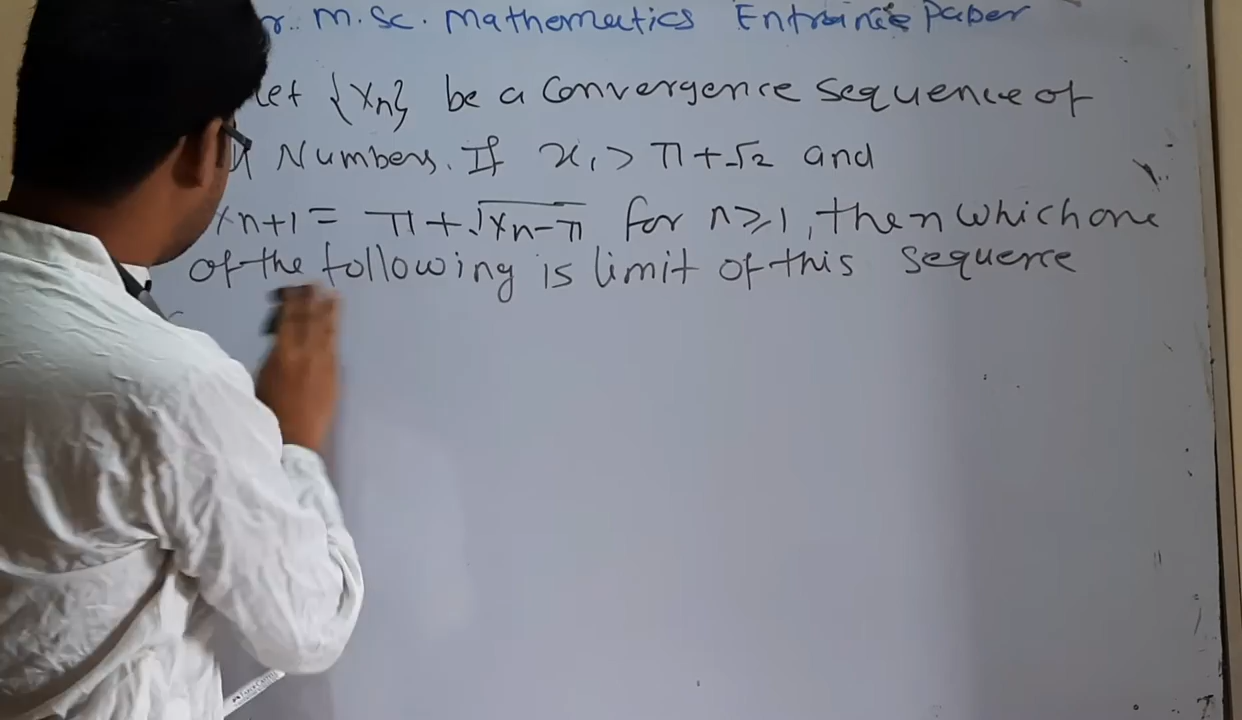 M.Sc. Mathematics Entrance Paper
Let {xn} be a Convergence Sequence of
Numbers. If x1 > π+√2 and
xn+1 = π + √xn-π for n≥1, then which one
of the following is limit of this sequence